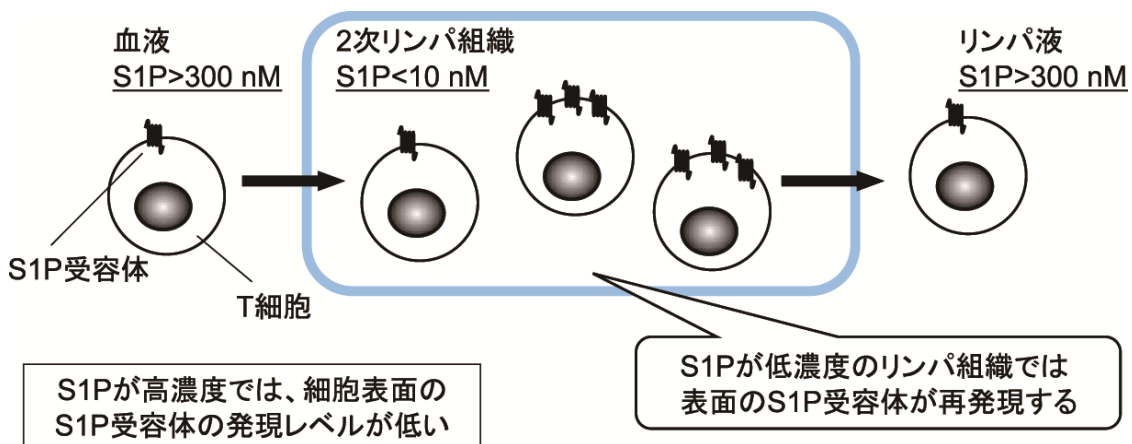 血液
S1P>300 nM
2次リンパ組織
S1P<10 nM
リンパ液
S1P>300 nM
S1P受容体
T細胞
S1Pが高濃度では、細胞表面の
S1P受容体の発現レベルが低い
S1Pが低濃度のリンパ組織では
表面のS1P受容体が再発現する